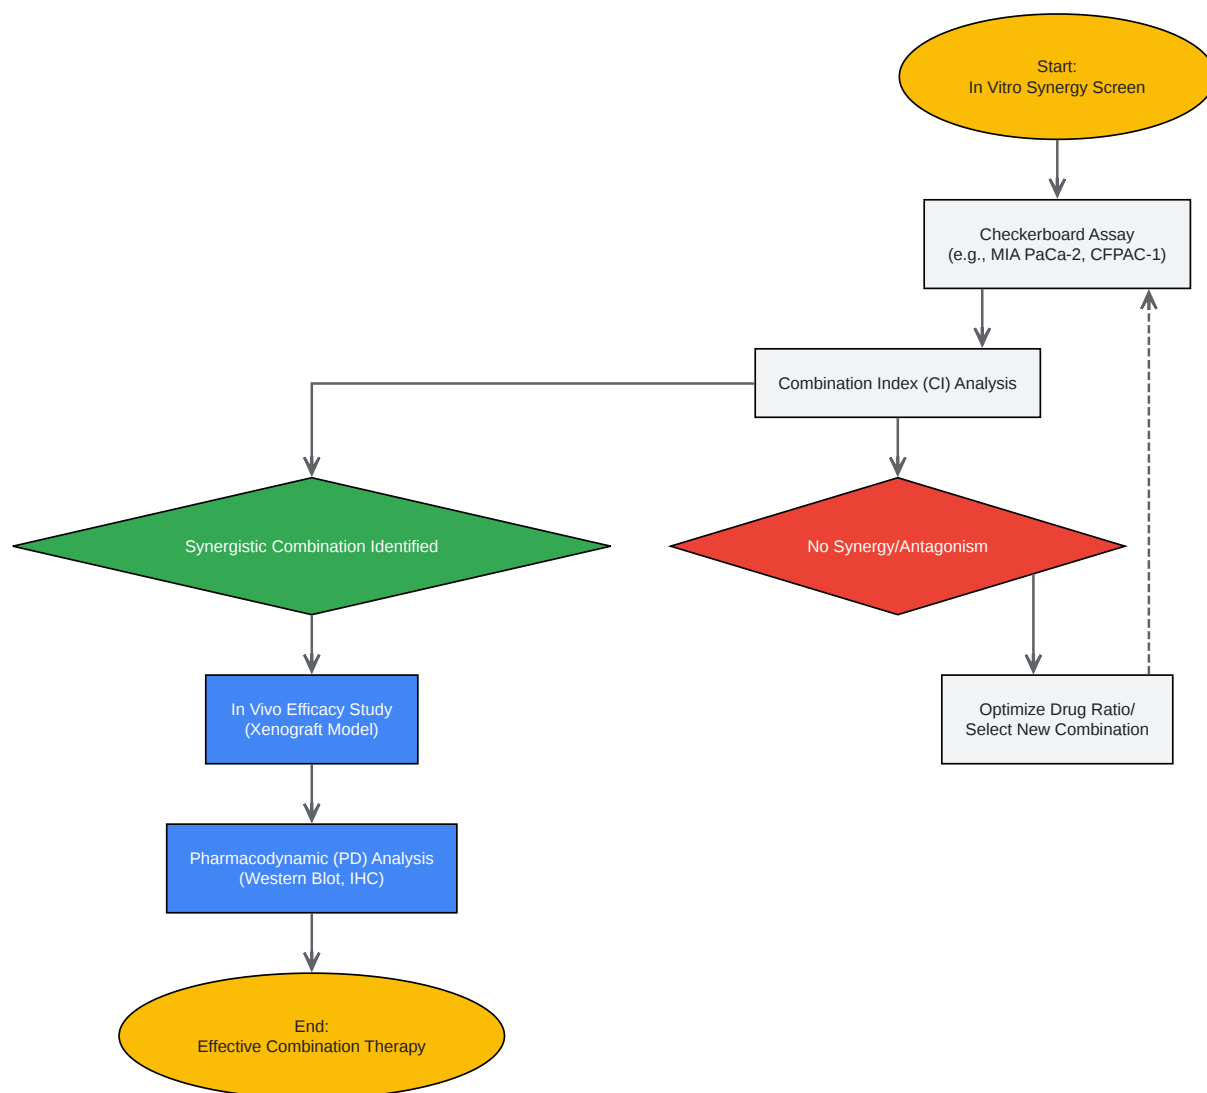 Start:
In Vitro Synergy Screen
Checkerboard Assay
(e.g., MIA PaCa-2, CFPAC-1)
Combination Index (CI) Analysis
Synergistic Combination Identified
No Synergy/Antagonism
In Vivo Efficacy Study
(Xenograft Model)
Optimize Drug Ratio/
Select New Combination
Pharmacodynamic (PD) Analysis
(Western Blot, IHC)
End:
Effective Combination Therapy